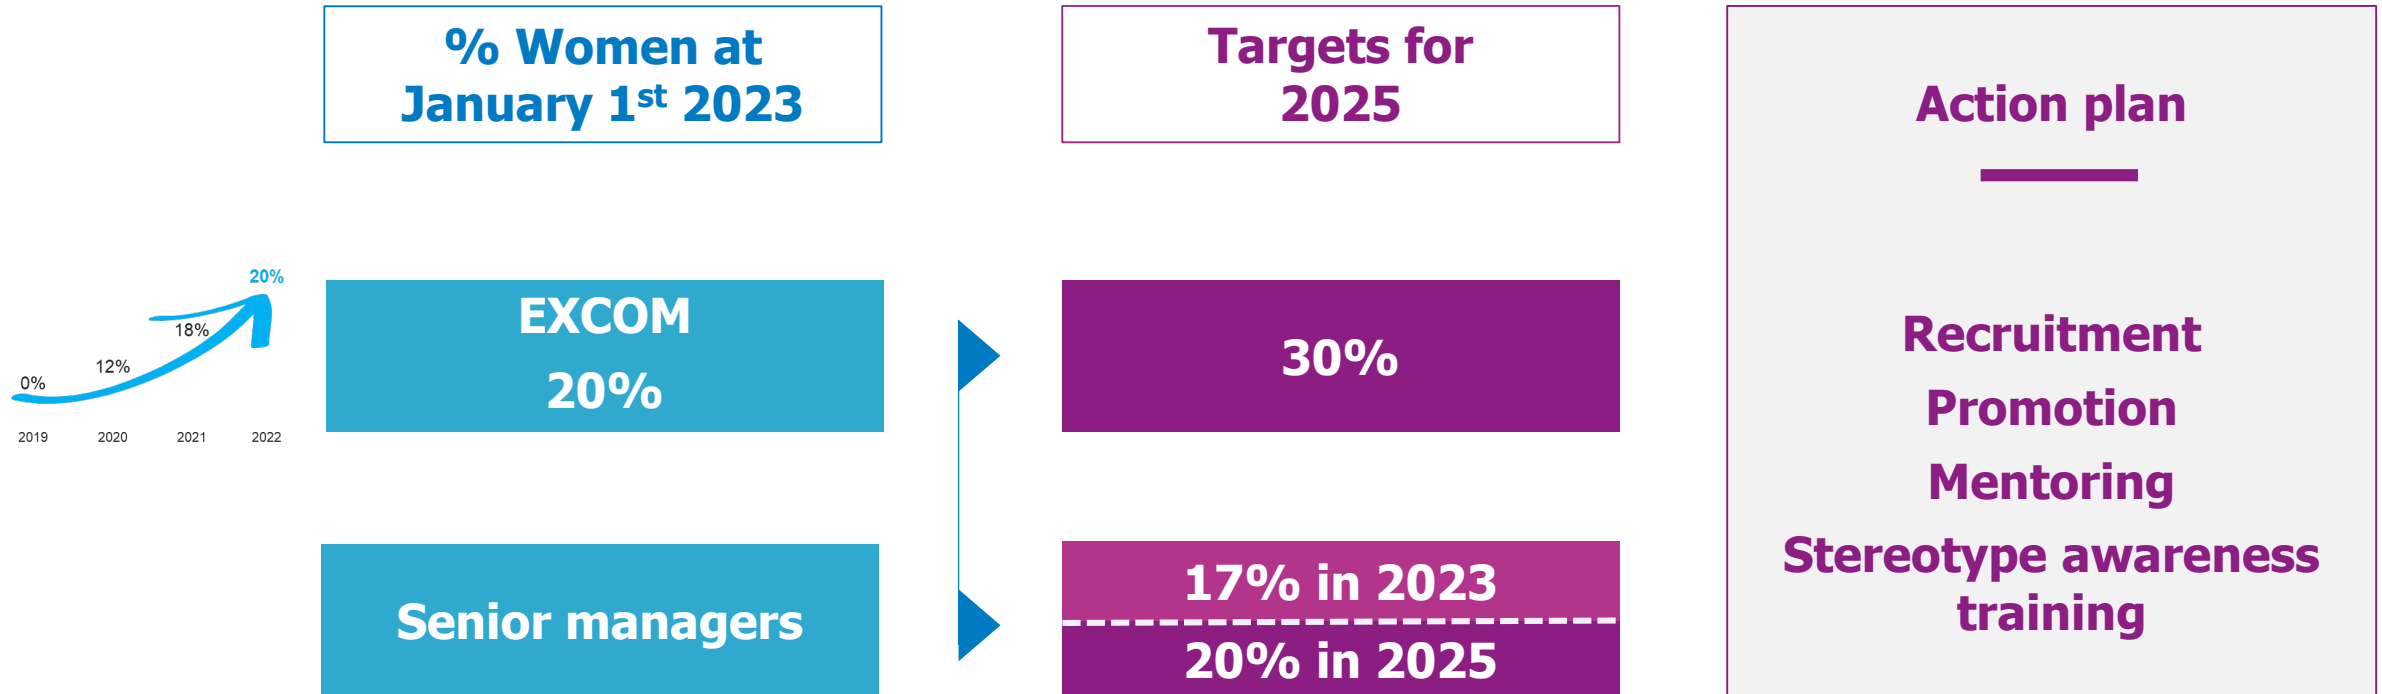 % Women at
January 1st 2023
Targets for
2025
Action plan
20%
18%
12%
0%
2019 2020 2021 2022
EXCOM
20%
30%
Senior managers
17% in 2023
20% in 2025
Recruitment
Promotion
Mentoring
Stereotype awareness
training